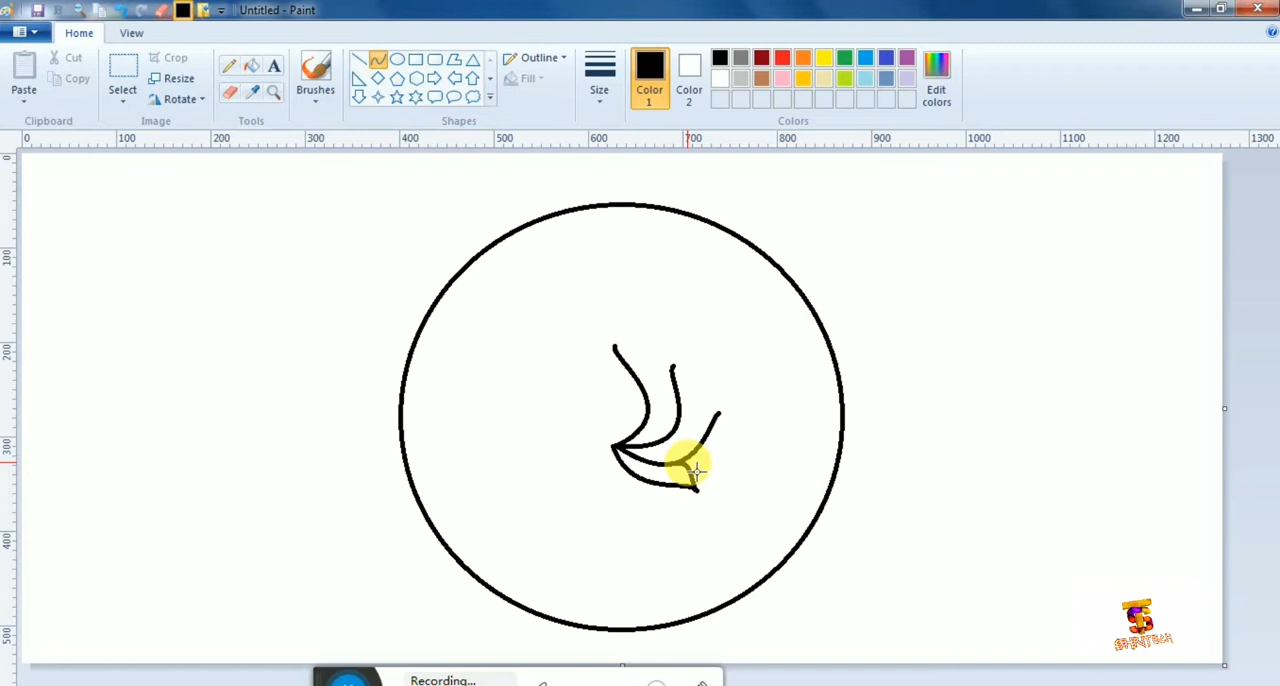 Untitled - Paint
Home
View
Paste
Cut
Copy
Clipboard
Select
Crop
Resize
Rotate
Image
A
Tools
Brushes
Shapes
Outline
Fill
Size
Color 1
Color 2
Edit colors
Colors
0 100 200 300 400 500 600 700 800 900 1000 1100 1200 1300
0
100
200
300
400
500
Recording...